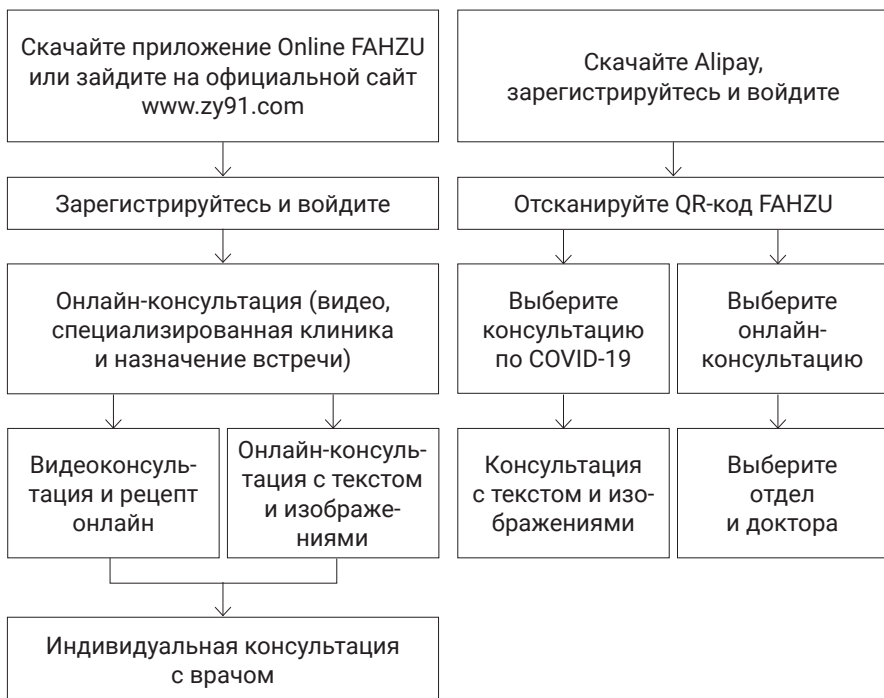 Скачайте приложение Online FAHZU
или зайдите на официальной сайт
www.zy91.com
Скачайте Alipay,
зарегистрируйтесь и войдите
Зарегистрируйтесь и войдите
Отсканируйте QR-код FAHZU
Онлайн-консультация (видео,
специализированная клиника
и назначение встречи)
Выберите
консультацию
по COVID-19
Выберите
онлайн-
консультацию
Видеоконсуль-
тация и рецепт
онлайн
Онлайн-консуль-
тация с текстом
и изображе-
ниями
Консультация
с текстом и изо-
бражениями
Выберите
отдел
и доктора
Индивидуальная консультация
с врачом